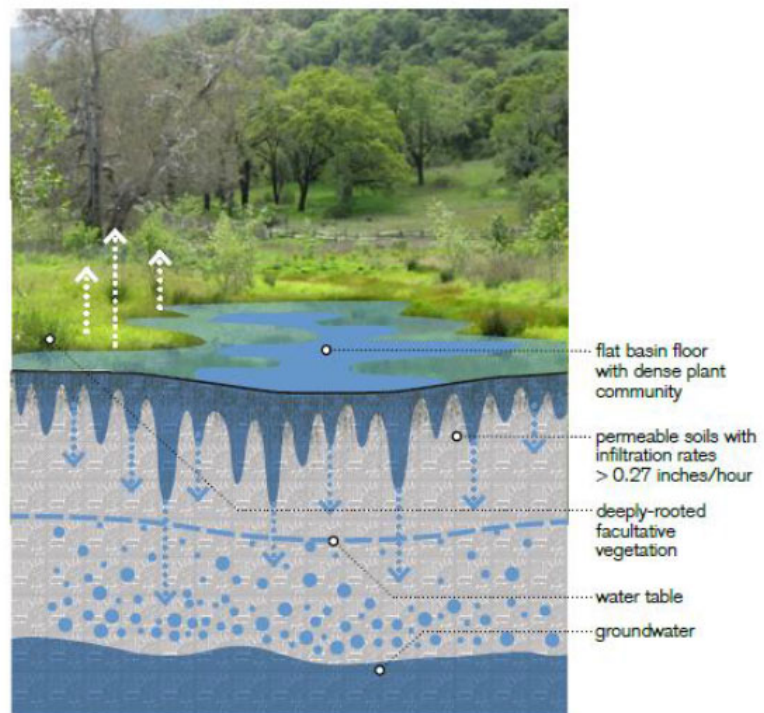 flat basin floor
with dense plant
community
permeable soils with
infiltration rates
> 0.27 inches/hour
deeply-rooted
facultative
vegetation
water table
groundwater